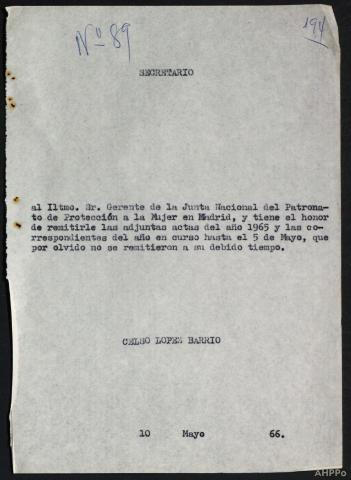 Nº 89
194
SECRETARIO
al Iltmo. Sr. Gerente de la Junta Nacional del Patrona-
to de Protección a la Mujer en Madrid, y tiene el honor
de remitirle las adjuntas actas del año 1965 y las co-
rrespondientes del año en curso hasta el 5 de Mayo, que
por olvido no se remitieron a su debido tiempo.
CELSO LOPEZ BARRIO
10 Mayo 66.
AHPPo